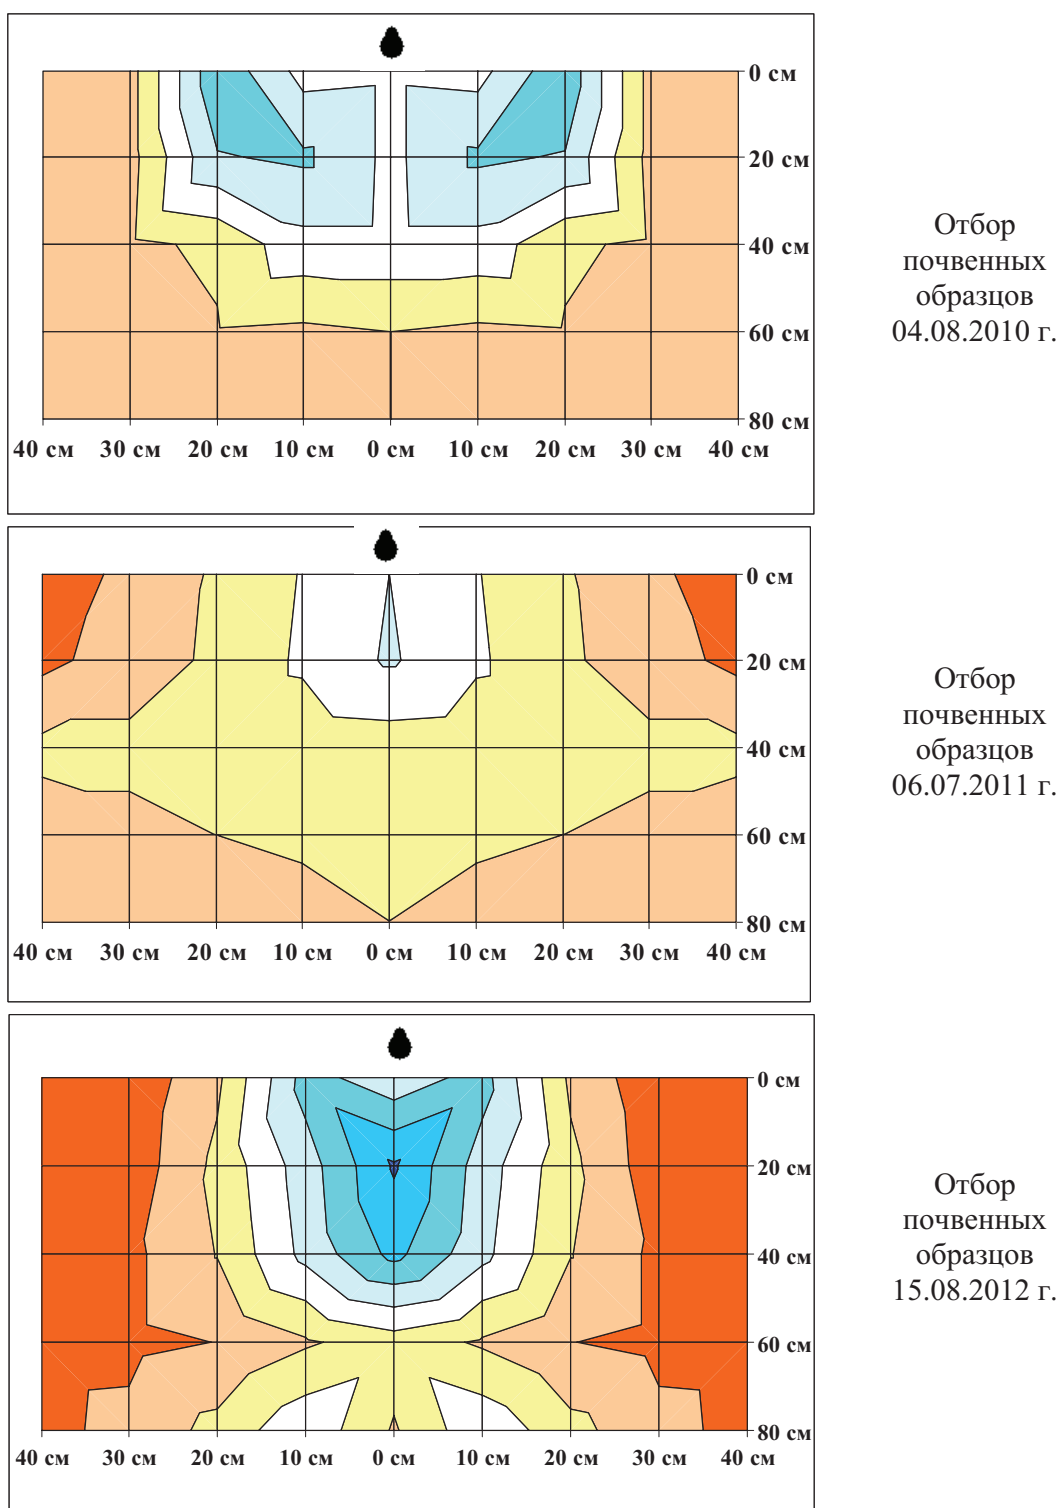 0 см
20 см
40 см
60 см
80 см
40 см 30 см 20 см 10 см 0 см 10 см 20 см 30 см 40 см
Отбор
почвенных
образцов
04.08.2010 г.
0 см
20 см
40 см
60 см
80 см
40 см 30 см 20 см 10 см 0 см 10 см 20 см 30 см 40 см
Отбор
почвенных
образцов
06.07.2011 г.
0 см
20 см
40 см
60 см
80 см
40 см 30 см 20 см 10 см 0 см 10 см 20 см 30 см 40 см
Отбор
почвенных
образцов
15.08.2012 г.